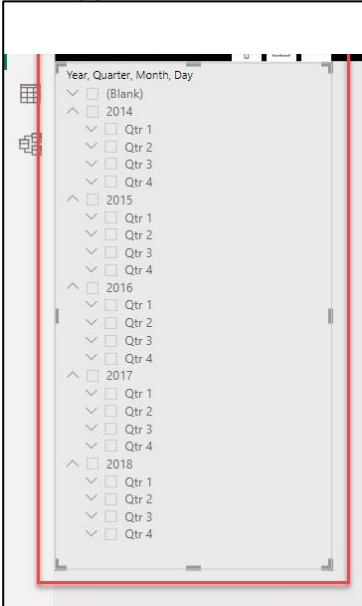 Year, Quarter, Month, Day
(Blank)
2014
Qtr 1
Qtr 2
Qtr 3
Qtr 4
2015
Qtr 1
Qtr 2
Qtr 3
Qtr 4
2016
Qtr 1
Qtr 2
Qtr 3
Qtr 4
2017
Qtr 1
Qtr 2
Qtr 3
Qtr 4
2018
Qtr 1
Qtr 2
Qtr 3
Qtr 4